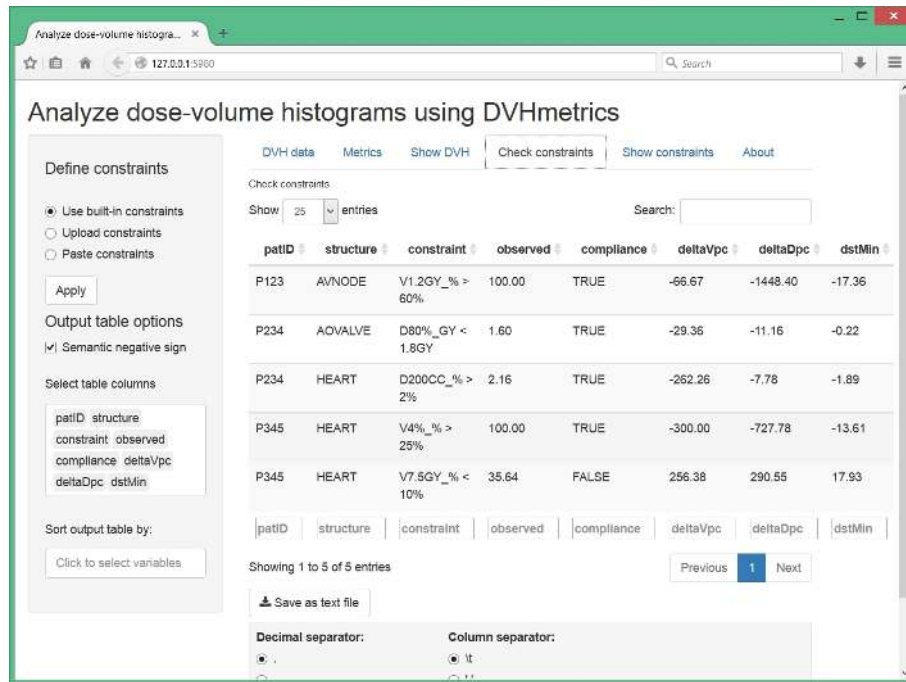 Analyze dose-volume histogra... ×
127.0.0.1:5980
Search
Analyze dose-volume histograms using DVHmetrics
Define constraints
Use built-in constraints
Upload constraints
Paste constraints
Apply
Output table options
Semantic negative sign
Select table columns
patID structure
constraint observed
compliance deltaVpc
deltaDpc dstMin
Sort output table by:
Click to select variables
DVH data Metrics Show DVH Check constraints Show constraints About
Check constraints
Show 25 entries Search:
patID structure constraint observed compliance deltaVpc deltaDpc dstMin
P123 AVNODE V1.2GY_% > 100.00 TRUE -66.67 -1448.40 -17.36
60%
P234 AOVALVE D80%_GY < 1.60 TRUE -29.36 -11.16 -0.22
1.8GY
P234 HEART D200CC_% > 2.16 TRUE -262.26 -7.78 -1.89
2%
P345 HEART V4%_% > 100.00 TRUE -300.00 -727.78 -13.61
25%
P345 HEART V7.5GY_% < 35.64 FALSE 256.38 290.55 17.93
10%
patID structure constraint observed compliance deltaVpc deltaDpc dstMin
Showing 1 to 5 of 5 entries Previous 1 Next
Save as text file
Decimal separator: Column separator:
. \t